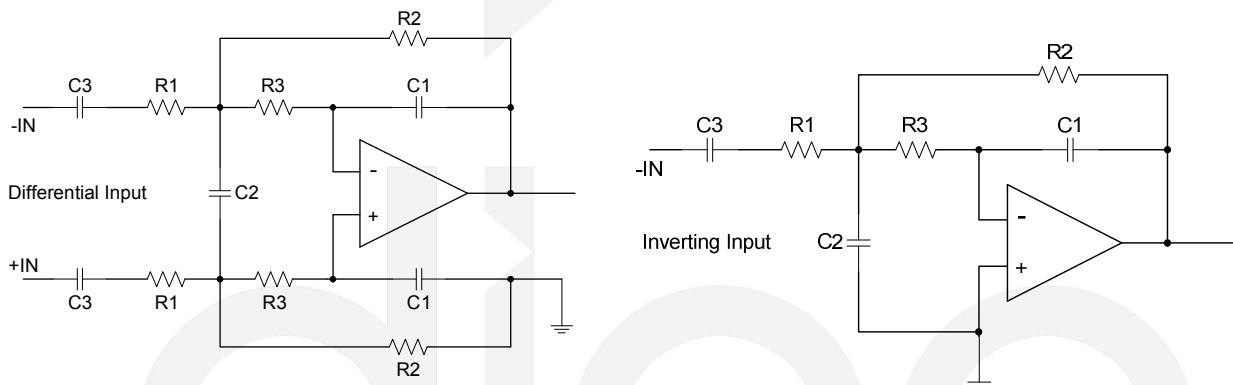 R2
C3 R1 R3 C1
-IN
-
Differential Input C2
+
+IN
C3 R1 R3 C1
R2
R2
C3 R1 R3 C1
-IN
-
Inverting Input C2
+